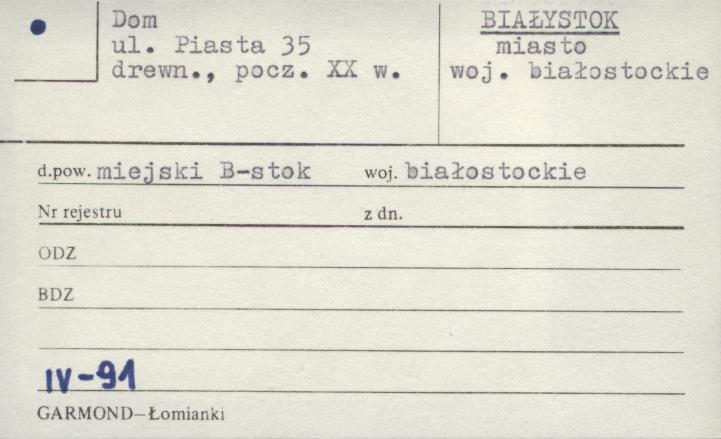 Dom
ul. Piasta 35
drewn., pocz. XX w.
BIAŁYSTOK
miasto
woj. białostockie
d.pow. miejski B-stok woj. białostockie
Nr rejestru z dn.
ODZ
BDZ
IV-91
GARMOND—Łomianki